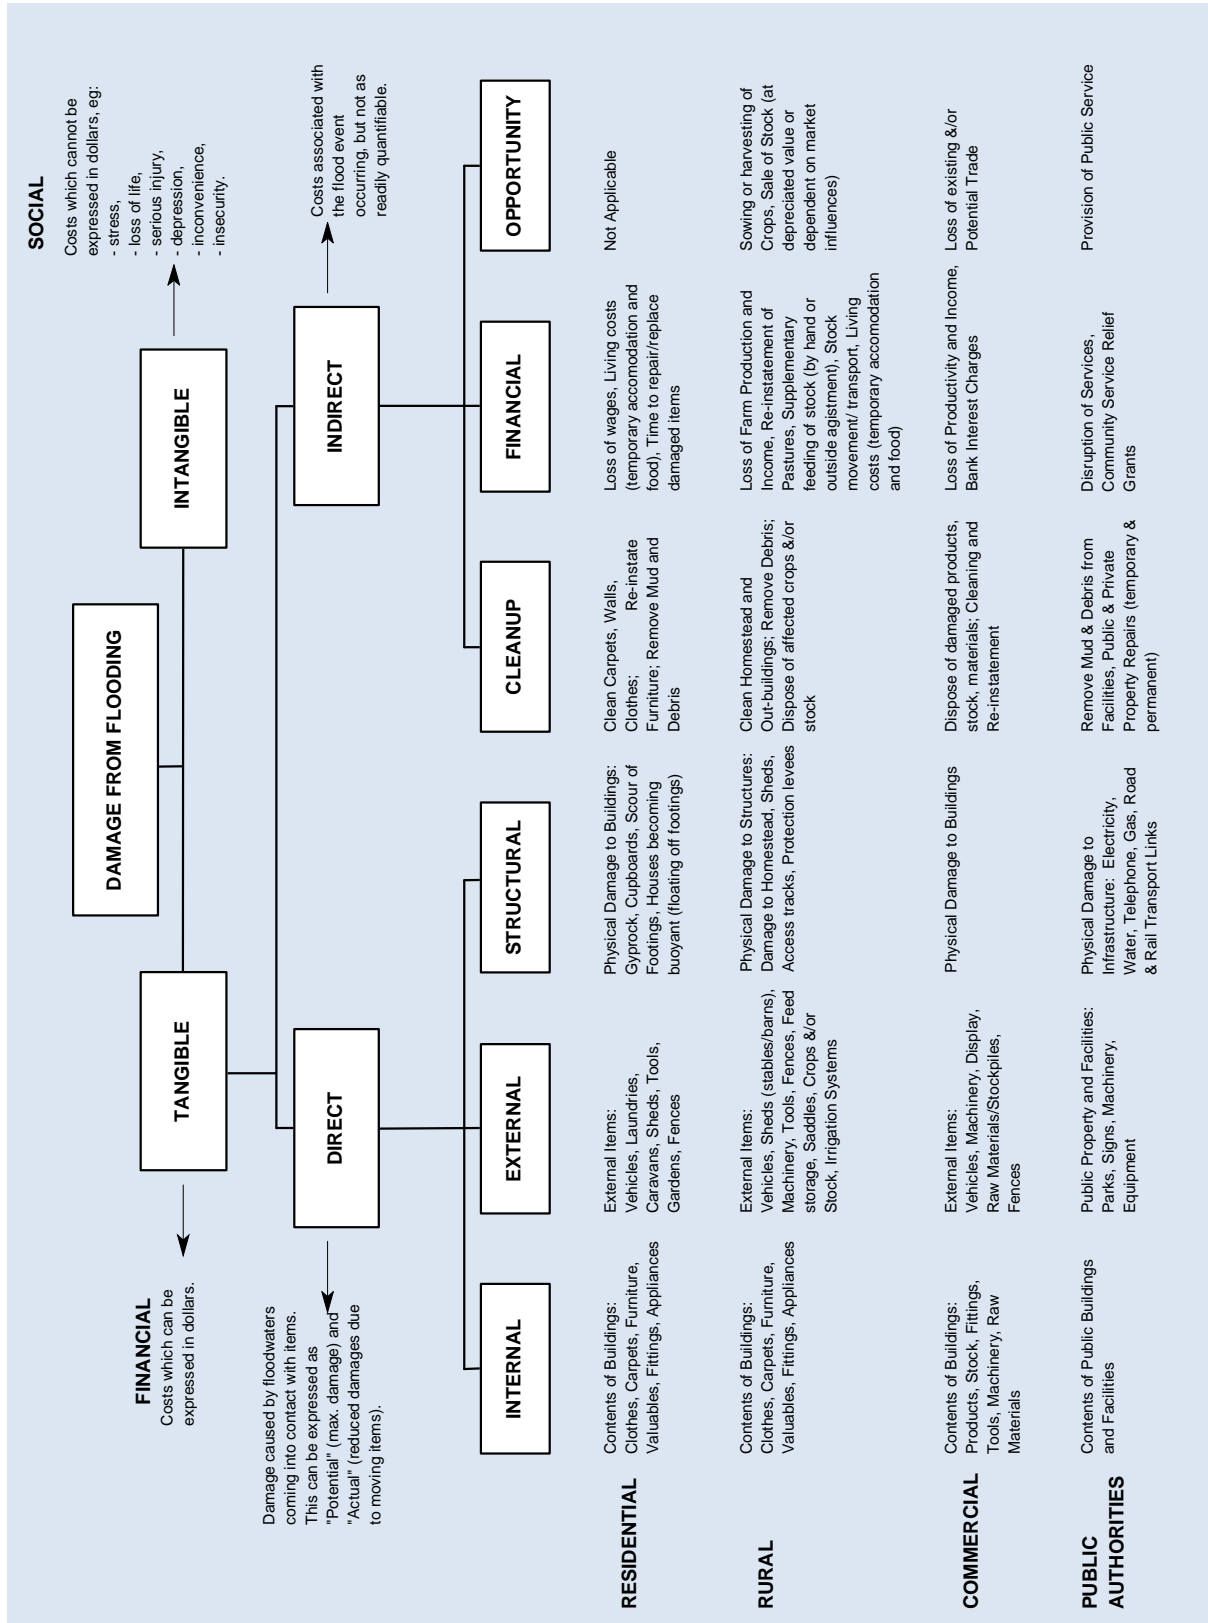 DAMAGE FROM FLOODING
FINANCIAL
Costs which can be
expressed in dollars.
TANGIBLE
INTANGIBLE
SOCIAL
Costs which cannot be
expressed in dollars, eg:
- stress,
- loss of life,
- serious injury,
- depression,
- inconvenience,
- insecurity.
Damage caused by floodwaters
coming into contact with items.
This can be expressed as
"Potential" (max. damage) and
"Actual" (reduced damages due
to moving items).
DIRECT
INDIRECT
Costs associated with
the flood event
occurring, but not as
readily quantifiable.
INTERNAL
EXTERNAL
STRUCTURAL
CLEANUP
FINANCIAL
OPPORTUNITY
RESIDENTIAL
Contents of Buildings:
Clothes, Carpets, Furniture,
Valuables, Fittings, Appliances
External Items:
Vehicles, Laundries,
Caravans, Sheds, Tools,
Gardens, Fences
Physical Damage to Buildings:
Gyprock, Cupboards, Scour of
Footings, Houses becoming
buoyant (floating off footings)
Clean Carpets, Walls,
Clothes; Re-instate
Furniture; Remove Mud and
Debris
Loss of wages, Living costs
(temporary accomodation and
food), Time to repair/replace
damaged items
Not Applicable
RURAL
Contents of Buildings:
Clothes, Carpets, Furniture,
Valuables, Fittings, Appliances
External Items:
Vehicles, Sheds (stables/barns),
Machinery, Tools, Fences, Feed
storage, Saddles, Crops &/or
Stock, Irrigation Systems
Physical Damage to Structures:
Damage to Homestead, Sheds,
Access tracks, Protection levees
Clean Homestead and
Out-buildings; Remove Debris;
Dispose of affected crops &/or
stock
Loss of Farm Production and
Income, Re-instatement of
Pastures, Supplementary
feeding of stock (by hand or
outside agistment), Stock
movement/ transport, Living
costs (temporary accomodation
and food)
Sowing or harvesting of
Crops, Sale of Stock (at
depreciated value or
dependent on market
influences)
COMMERCIAL
Contents of Buildings:
Products, Stock, Fittings,
Tools, Machinery, Raw
Materials
External Items:
Vehicles, Machinery, Display,
Raw Materials/Stockpiles,
Fences
Physical Damage to Buildings
Dispose of damaged products,
stock, materials; Cleaning and
Re-instatement
Loss of Productivity and Income,
Bank Interest Charges
Loss of existing &/or
Potential Trade
PUBLIC
AUTHORITIES
Contents of Public Buildings
and Facilities
Public Property and Facilities:
Parks, Signs, Machinery,
Equipment
Physical Damage to
Infrastructure: Electricity,
Water, Telephone, Gas, Road
& Rail Transport Links
Remove Mud & Debris from
Facilities, Public & Private
Property Repairs (temporary &
permanent)
Disruption of Services,
Community Service Relief
Grants
Provision of Public Service